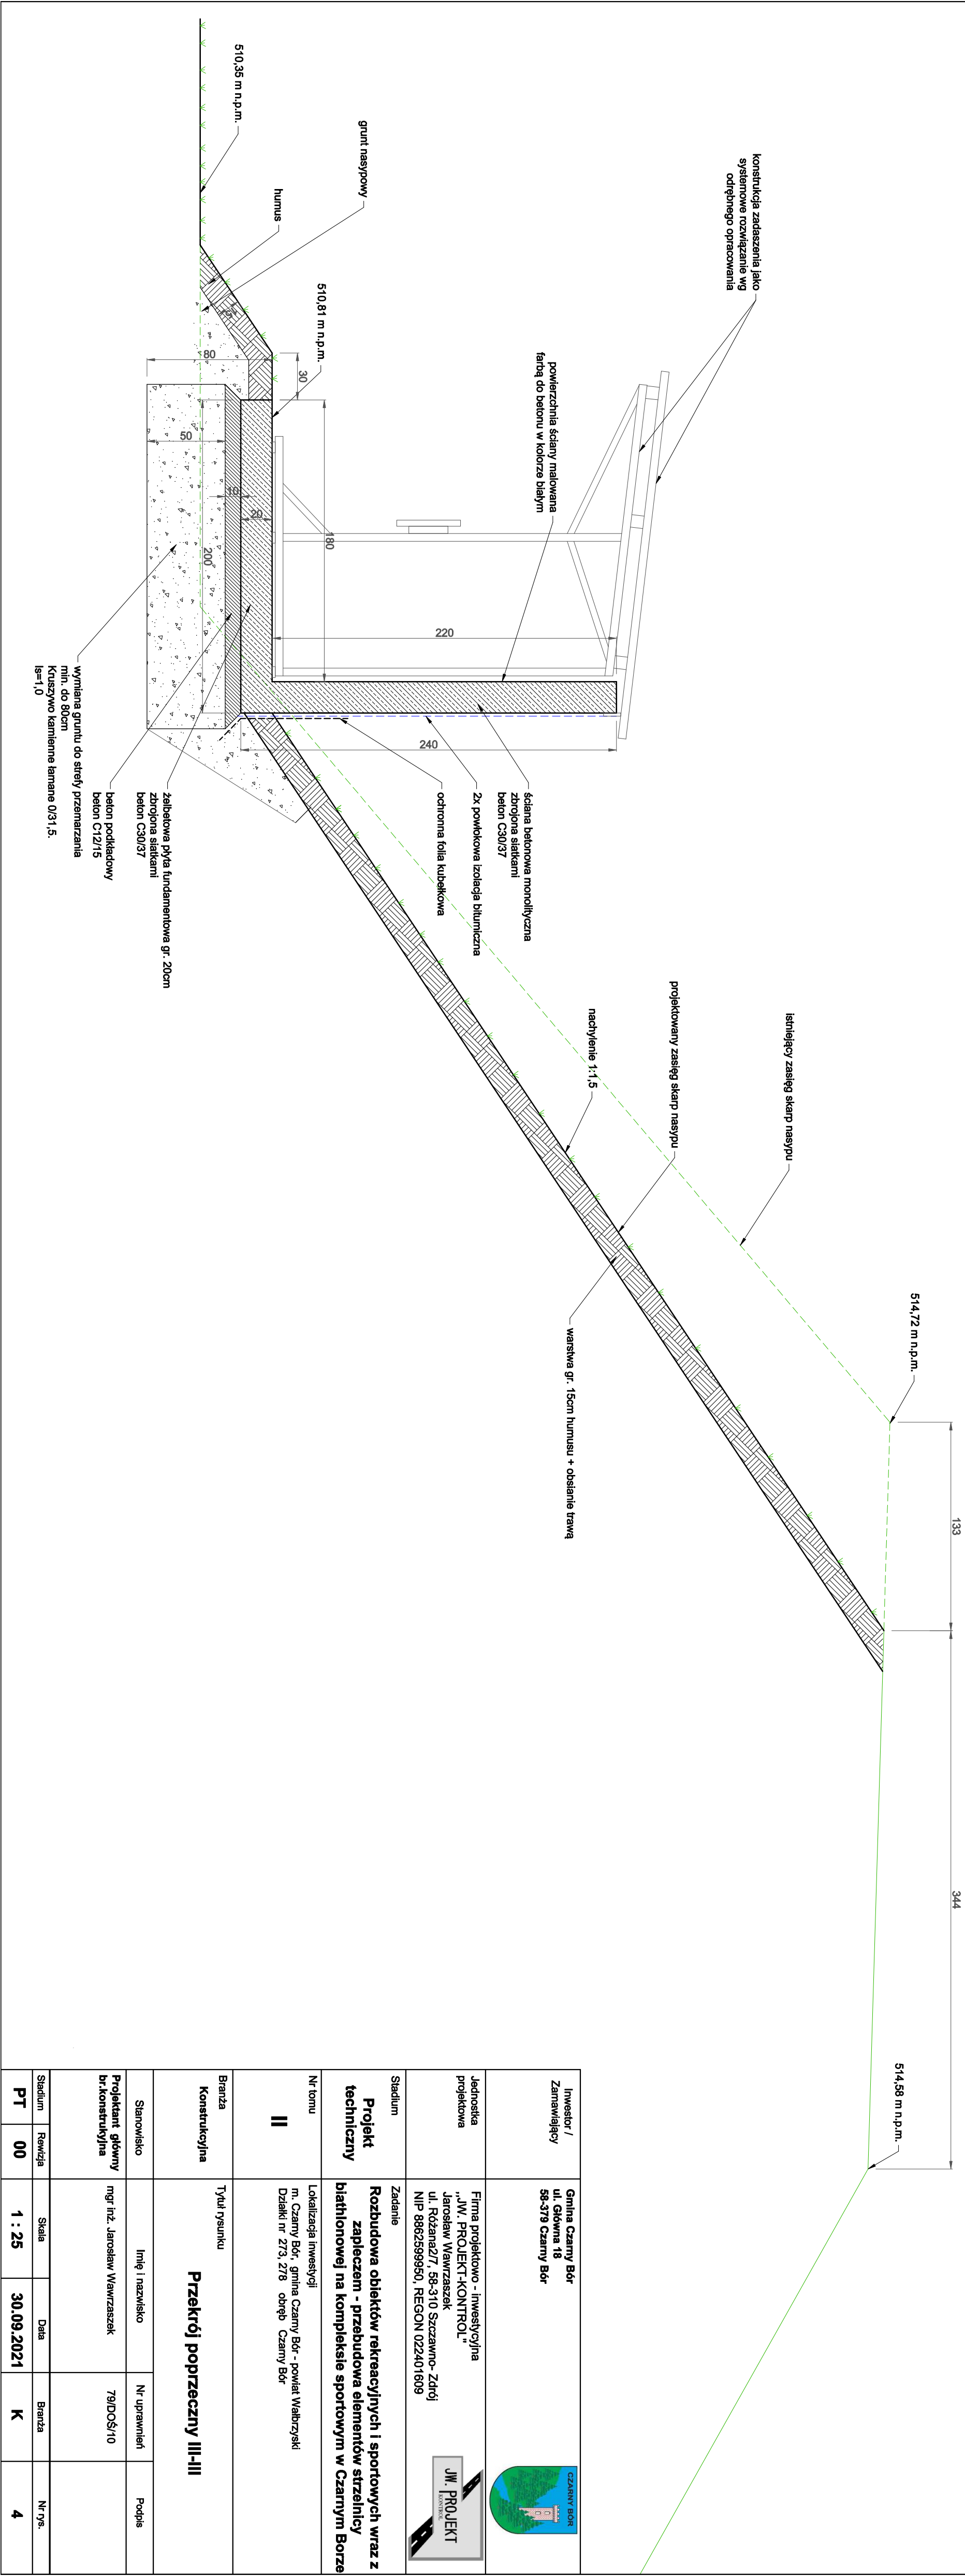 konstrukcja zadaszenia jako
systemowe rozwiązanie wg
odrębnego opracowania
grunt nasypowy
humus
510,35 m n.p.m.
510,81 m n.p.m.
powierzchnia ściany malowana
farbą do betonu w kolorze białym
30
80
15
50
10
20
200
180
220
240
ściana betonowa monolityczna
zbrojona siatkami
beton C30/37
2x powłokowa izolacja bitumiczna
ochronna folia kubełkowa
żelbetowa płyta fundamentowa gr. 20cm
zbrojona siatkami
beton C30/37
beton podkładowy
beton C12/15
wymiana gruntu do strefy przemarzania
min. do 80cm
Kruszywo kamienne łamane 0/31,5.
Is=1,0
istniejący zasięg skarp nasypu
projektowany zasięg skarp nasypu
nachylenie 1:1,5
warstwa gr. 15cm humusu + obsianie trawą
514,72 m n.p.m.
133
344
514,58 m n.p.m.
Inwestor /
Zamawiający
Gmina Czarny Bór
ul. Główna 18
58-379 Czarny Bór
CZARNY BÓR
Jednostka
projektowa
Firma projektowo - inwestycyjna
,,JW. PROJEKT-KONTROL"
Jarosław Wawrzaszek
ul. Różana2/7, 58-310 Szczawno- Zdrój
NIP 8862599950, REGON 022401609
JW. PROJEKT
KONTROL
Stadium
Projekt
techniczny
Zadanie
Rozbudowa obiektów rekreacyjnych i sportowych wraz z
zapleczem - przebudowa elementów strzelnicy
biathlonowej na kompleksie sportowym w Czarnym Borze
Nr tomu
II
Lokalizacja inwestycji
m. Czarny Bór, gmina Czarny Bór - powiat Wałbrzyski
Działki nr 273, 278 obręb Czarny Bór
Branża
Konstrukcyjna
Tytuł rysunku
Przekrój poprzeczny III-III
Stanowisko
Imię i nazwisko
Nr uprawnień
Podpis
Projektant główny
br.konstrukyjna
mgr inż. Jarosław Wawrzaszek
79/DOŚ/10
Stadium
Rewizja
Skala
Data
Branża
Nr rys.
PT
00
1 : 25
30.09.2021
K
4